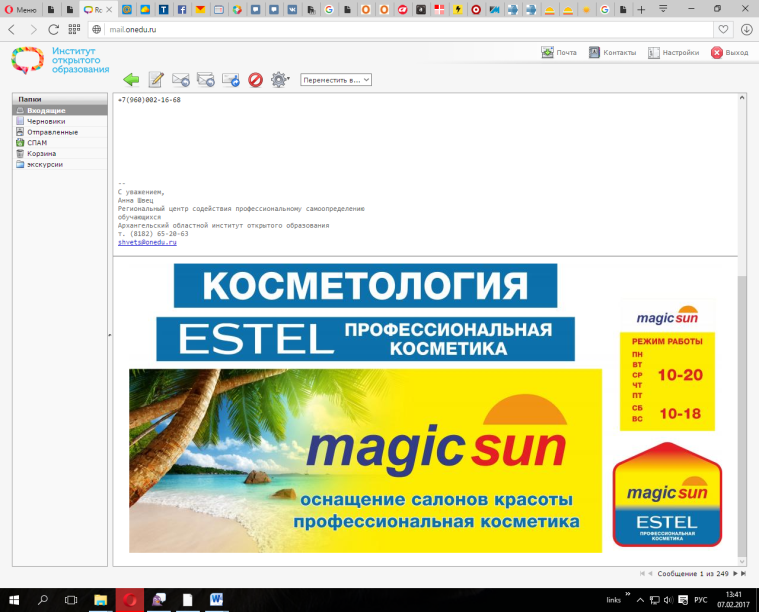 Меню
Rc
mail.onedu.ru
Институт
открытого
образования
Почта
Контакты
Настройки
Выход
Переместить в...
Папки
Входящие
Черновики
Отправленные
СПАМ
Корзина
экскурсии
+7(960)002-16-68
--
С уважением,
Анна Швец
Региональный центр содействия профессиональному самоопределению
обучающихся
Архангельский областной институт открытого образования
т. (8182) 65-20-63
shvets@onedu.ru
КОСМЕТОЛОГИЯ
ESTEL ПРОФЕССИОНАЛЬНАЯ
КОСМЕТИКА
magic sun
оснащение салонов красоты
профессиональная косметика
magic sun
РЕЖИМ РАБОТЫ
ПН
ВТ
СР
ЧТ
ПТ
10-20
СБ
ВС
10-18
magic sun
ESTEL
ПРОФЕССИОНАЛЬНАЯ
КОСМЕТИКА
Сообщение 1 из 249
links
РУС
13:41
07.02.2017